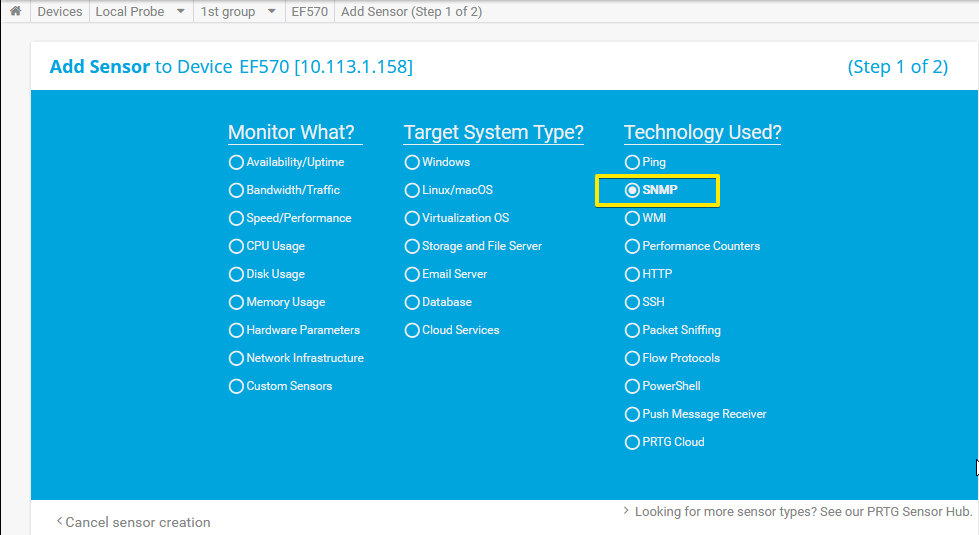 Devices Local Probe 1st group EF570 Add Sensor (Step 1 of 2)
Add Sensor to Device EF570 [10.113.1.158]
(Step 1 of 2)
Monitor What?
Availability/Uptime
Bandwidth/Traffic
Speed/Performance
CPU Usage
Disk Usage
Memory Usage
Hardware Parameters
Network Infrastructure
Custom Sensors
Target System Type?
Windows
Linux/macOS
Virtualization OS
Storage and File Server
Email Server
Database
Cloud Services
Technology Used?
Ping
SNMP
WMI
Performance Counters
HTTP
SSH
Packet Sniffing
Flow Protocols
PowerShell
Push Message Receiver
PRTG Cloud
Cancel sensor creation
Looking for more sensor types? See our PRTG Sensor Hub.